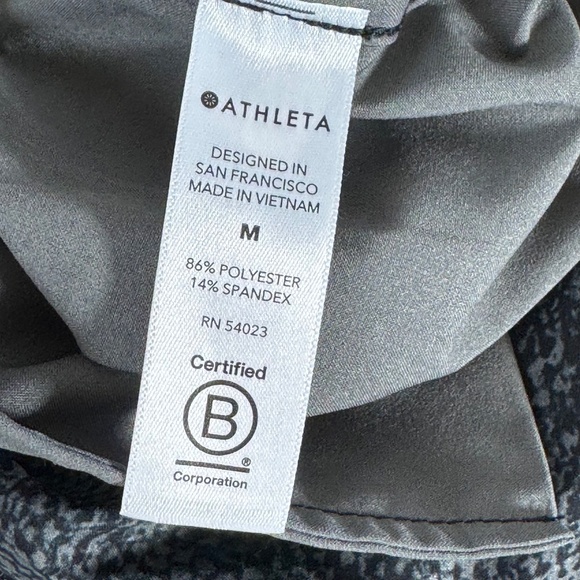 ATHLETA
DESIGNED IN
SAN FRANCISCO
MADE IN VIETNAM
M
86% POLYESTER
14% SPANDEX
RN 54023
Certified
B
®
Corporation